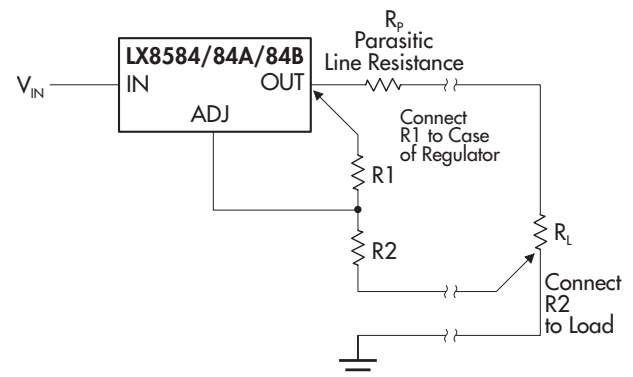 R_P
Parasitic
Line Resistance
LX8584/84A/84B
V_IN
IN
OUT
ADJ
Connect
R1 to Case
of Regulator
R1
R2
R_L
Connect
R2
to Load